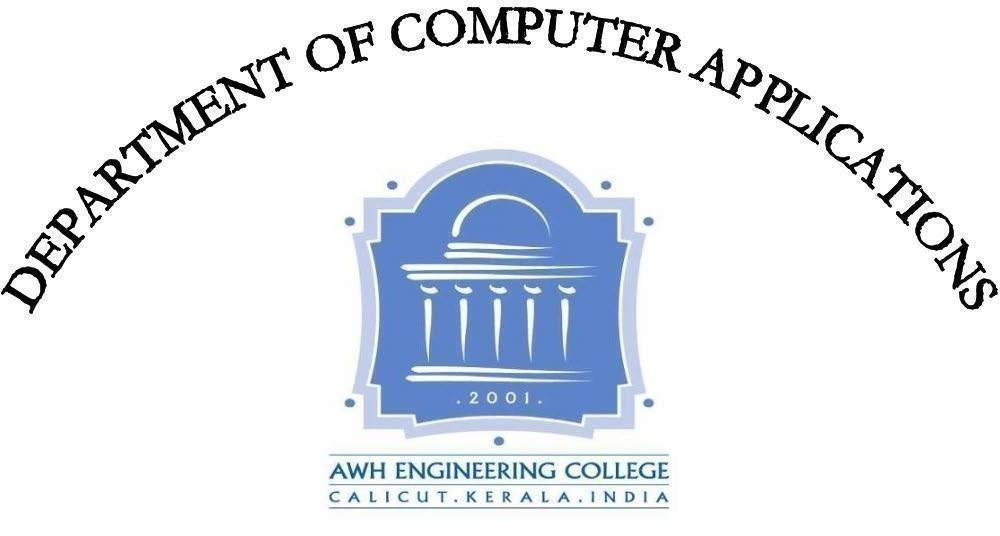 DEPARTMENT OF COMPUTER APPLICATIONS
.2001.
AWH ENGINEERING COLLEGE
CALICUT.KERALA.INDIA